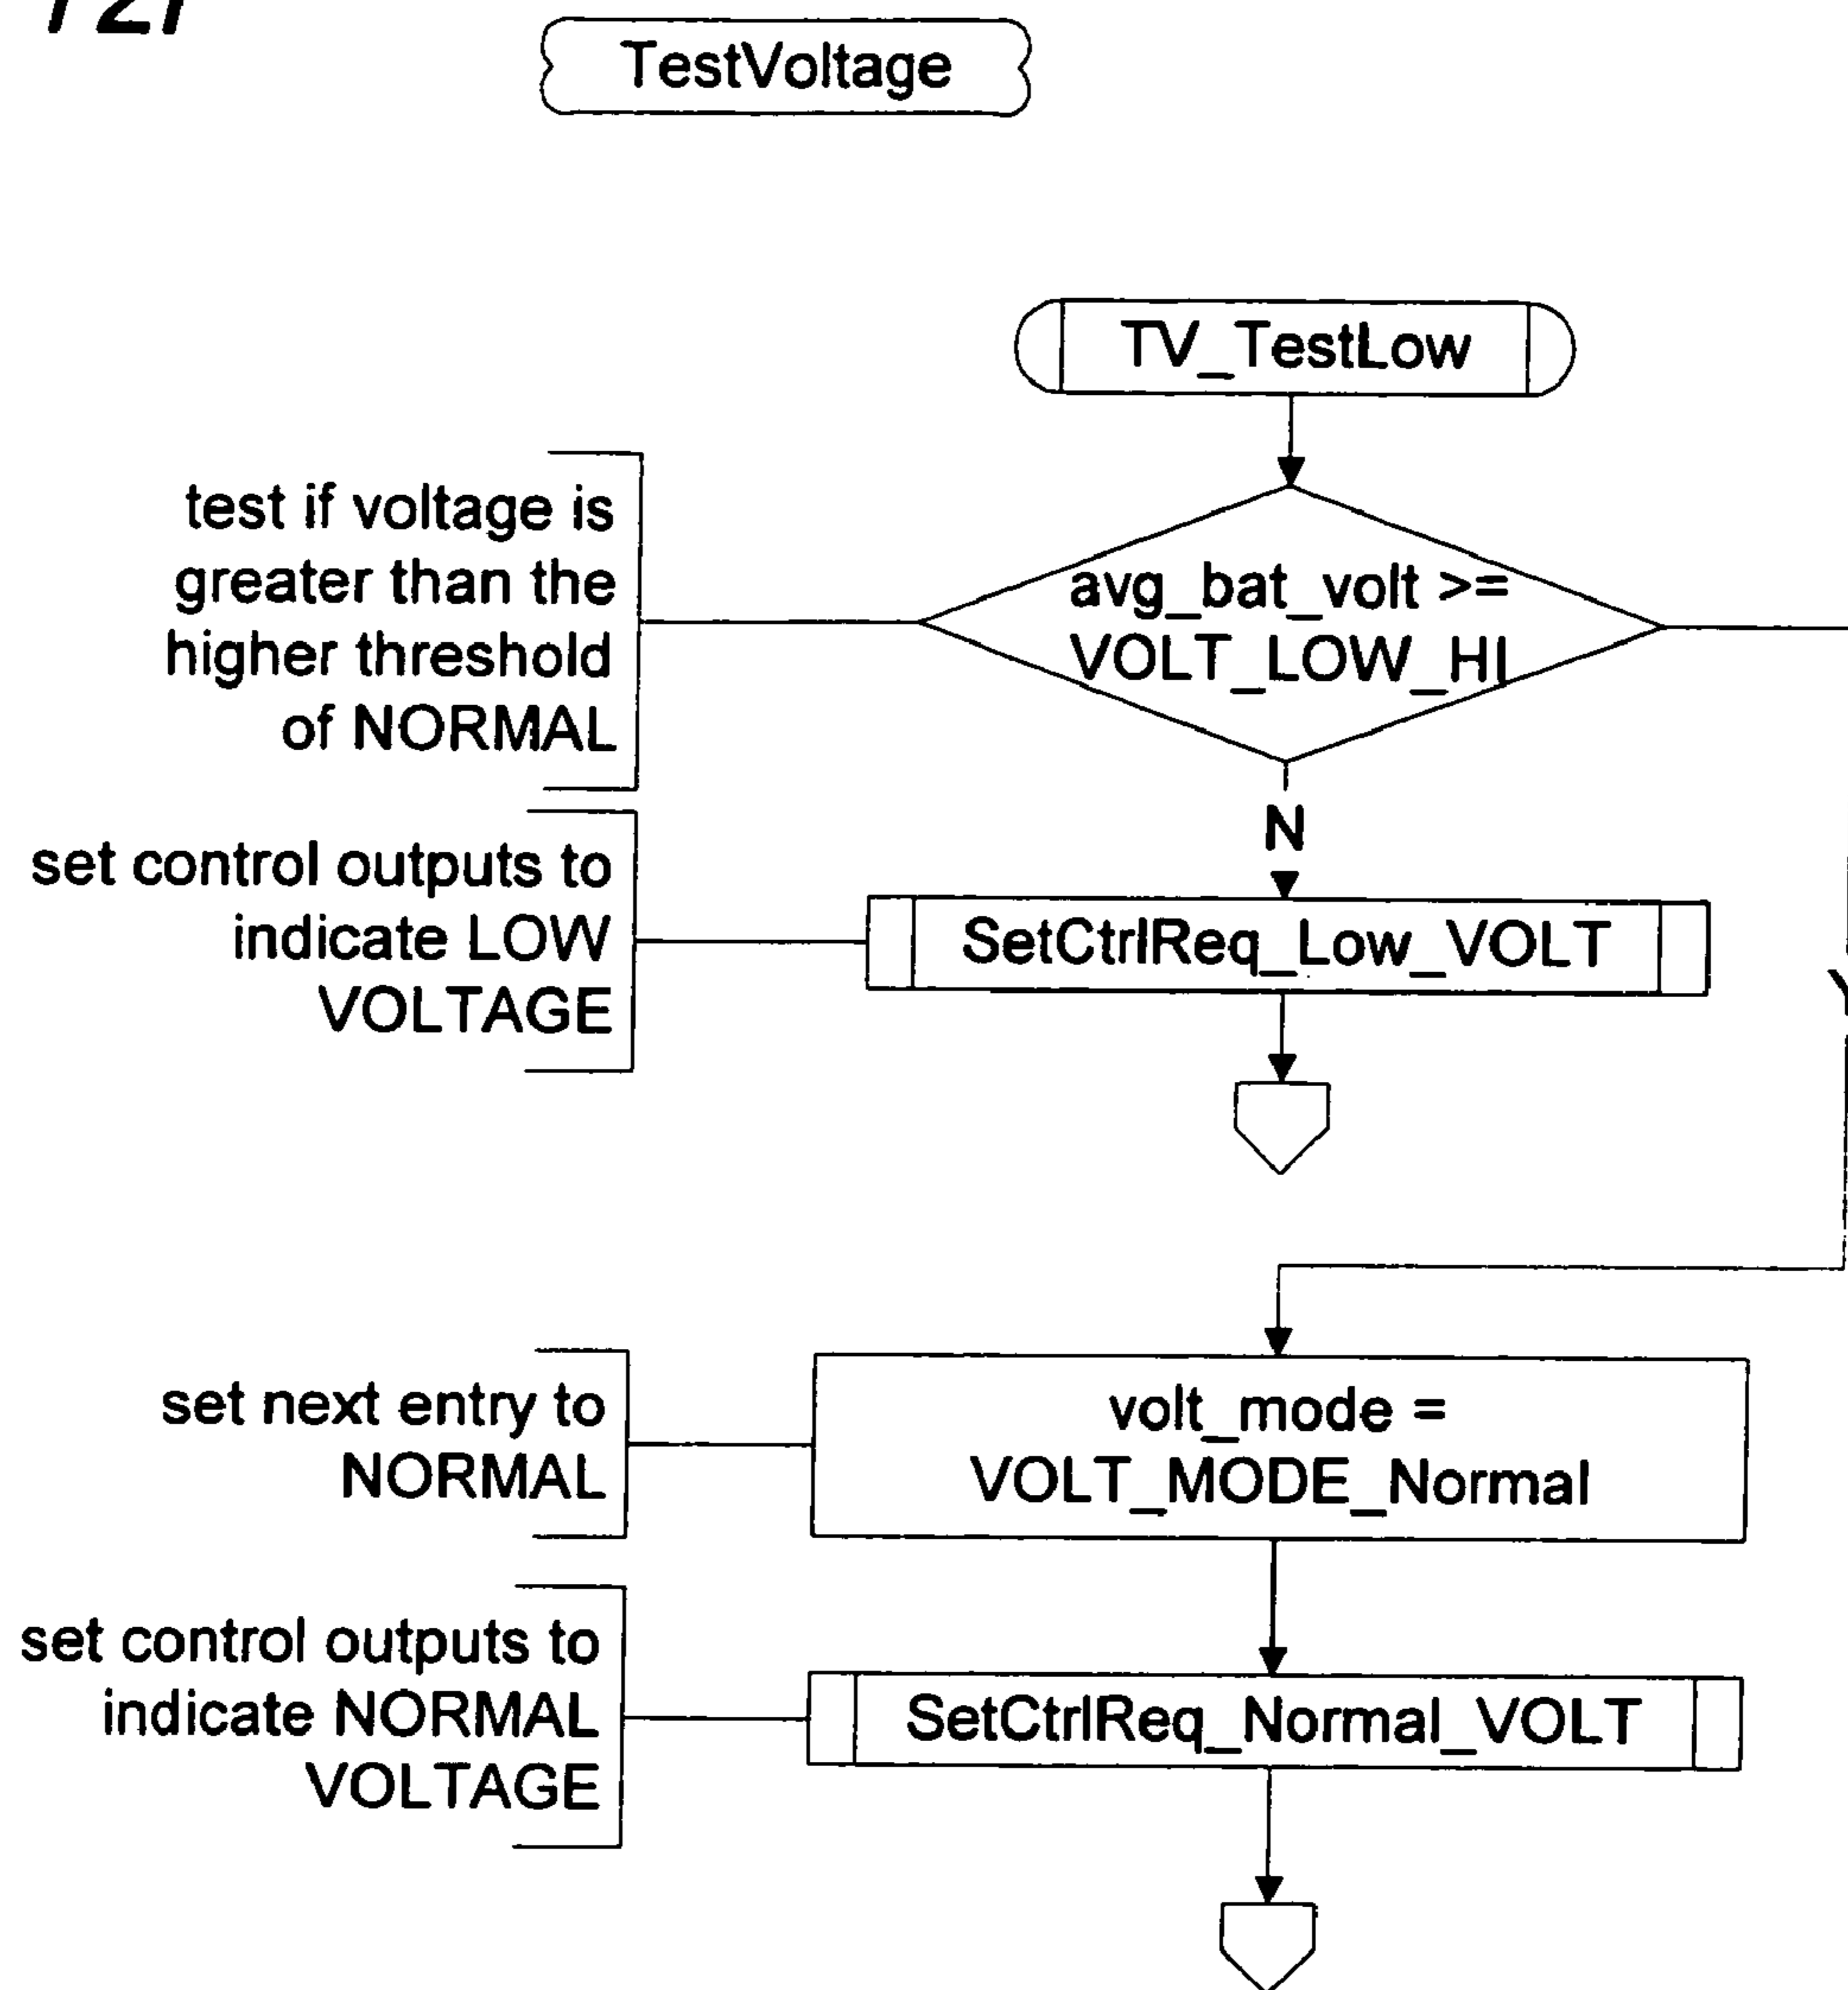 TestVoltage
TV_TestLow
test if voltage is
greater than the
higher threshold
of NORMAL
avg_bat_volt >=
VOLT_LOW_HI
N
set control outputs to
indicate LOW
VOLTAGE
SetCtrlReq_Low_VOLT
Y
set next entry to
NORMAL
volt_mode =
VOLT_MODE_Normal
set control outputs to
indicate NORMAL
VOLTAGE
SetCtrlReq_Normal_VOLT